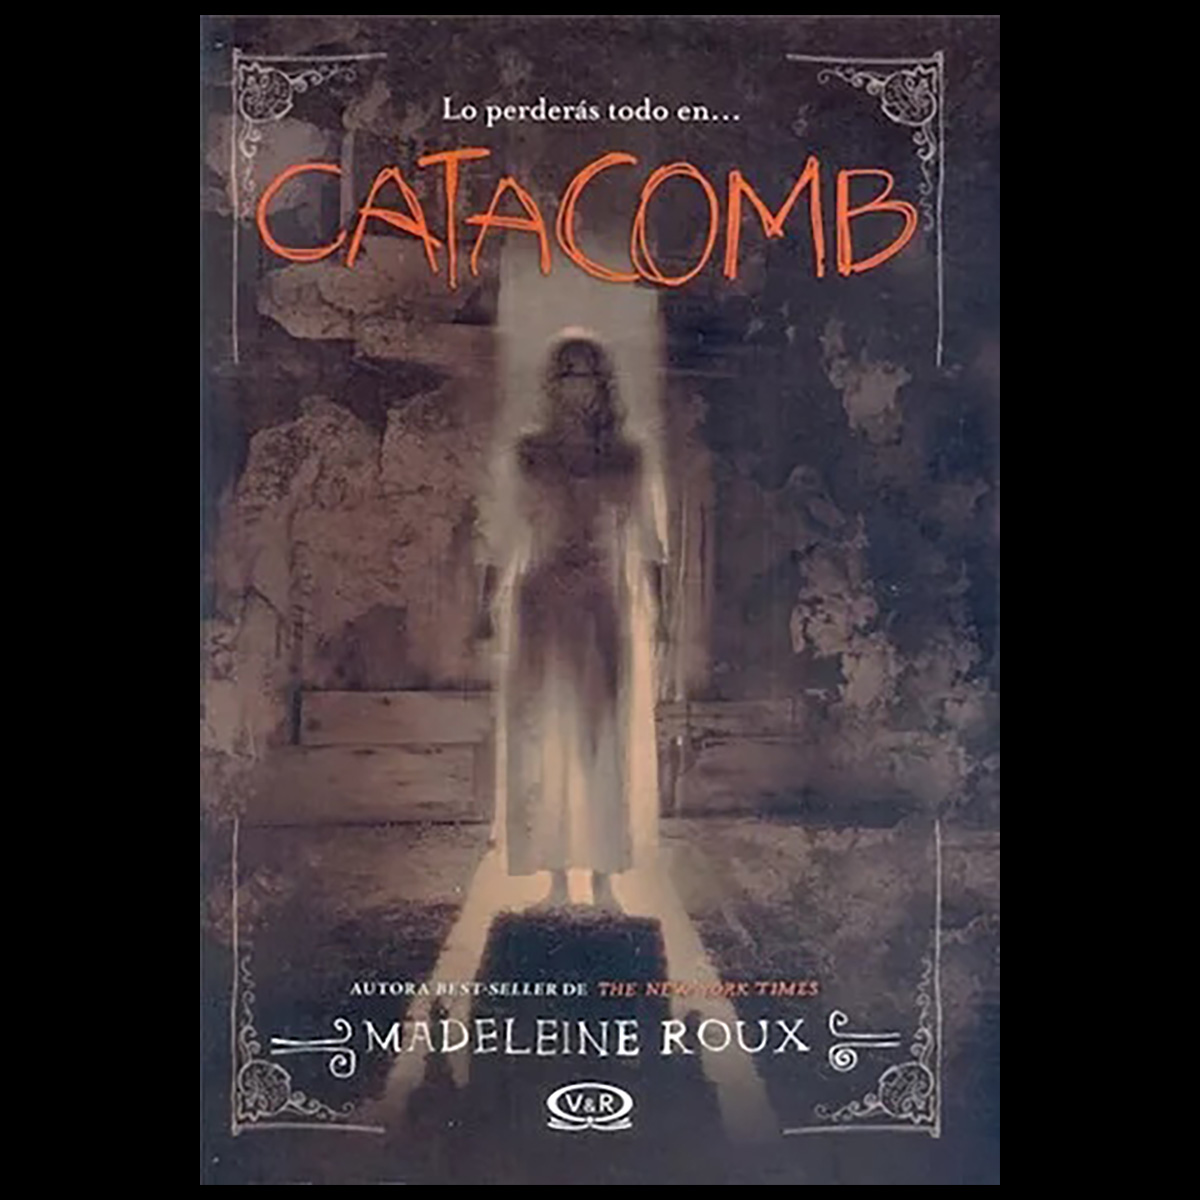 Lo perderás todo en...
CATACOMB
AUTORA BEST-SELLER DE THE NEW YORK TIMES
MADELEINE ROUX
V&R